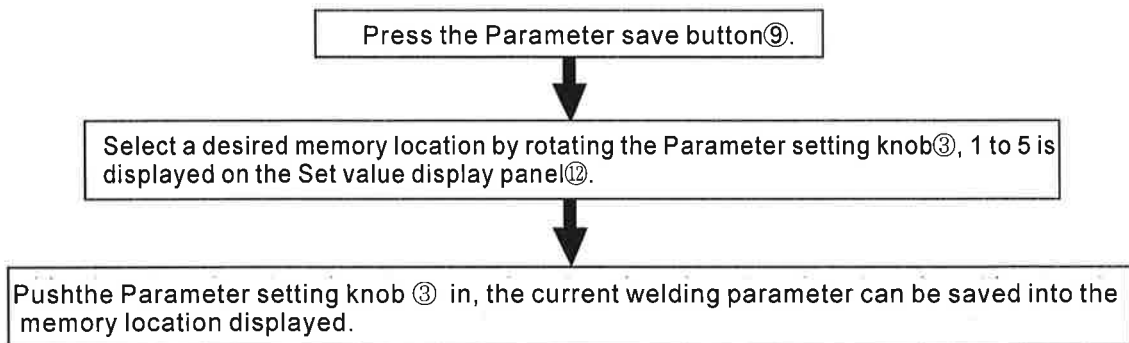 Press the Parameter save button⑨.
Select a desired memory location by rotating the Parameter setting knob③, 1 to 5 is
displayed on the Set value display panel⑫.
Pushthe Parameter setting knob ③ in, the current welding parameter can be saved into the
memory location displayed.